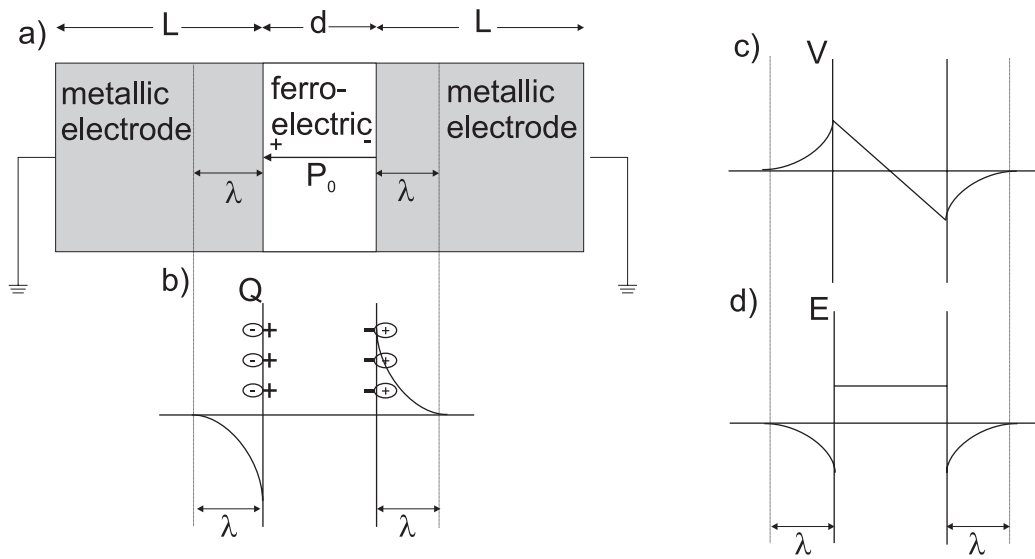 L d L
a)
metallic
electrode
ferro-
electric
+ -
P₀
metallic
electrode
λ λ
b)
Q
- + - +
- + - +
- + - +
λ λ
c)
V
d)
E
λ λ